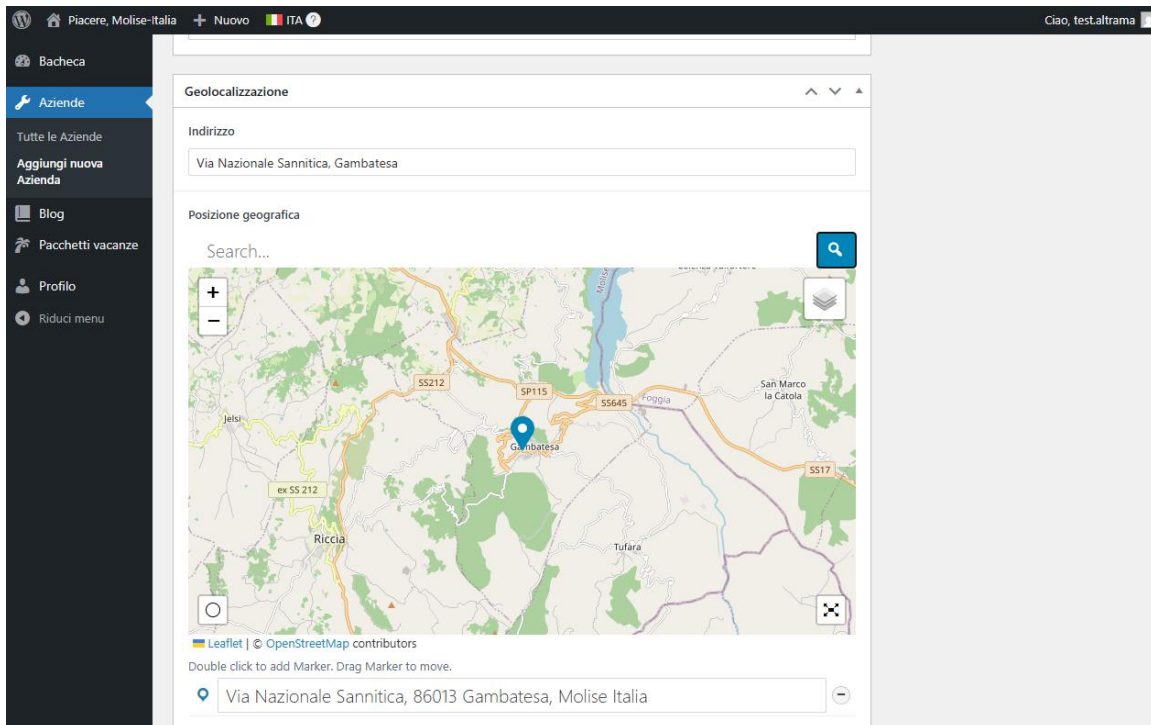 Piacere, Molise-Italia + Nuovo ITA ? Ciao, test.altrama
Bacheca
Aziende
Tutte le Aziende
Aggiungi nuova
Azienda
Blog
Pacchetti vacanze
Profilo
Riduci menu
Geolocalizzazione
Indirizzo
Via Nazionale Sannitica, Gambatesa
Posizione geografica
Search...
+
−
Molise
SS212
SP115
SS645
Foggia
San Marco
la Catola
Jelsi
Gambatesa
SS17
ex SS 212
Riccia
Tufara
Leaflet | © OpenStreetMap contributors
Double click to add Marker. Drag Marker to move.
Via Nazionale Sannitica, 86013 Gambatesa, Molise Italia